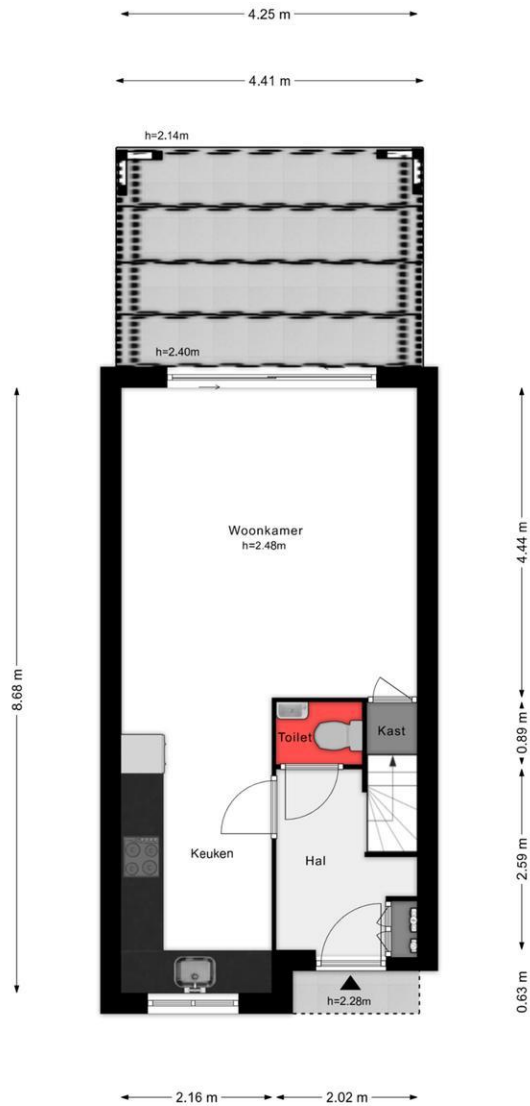 4.25 m
4.41 m
h=2.14m
h=2.40m
Woonkamer
h=2.48m
4.44 m
8.68 m
0.89 m
Toilet
Kast
2.59 m
Keuken
Hal
0.63 m
h=2.28m
2.16 m
2.02 m